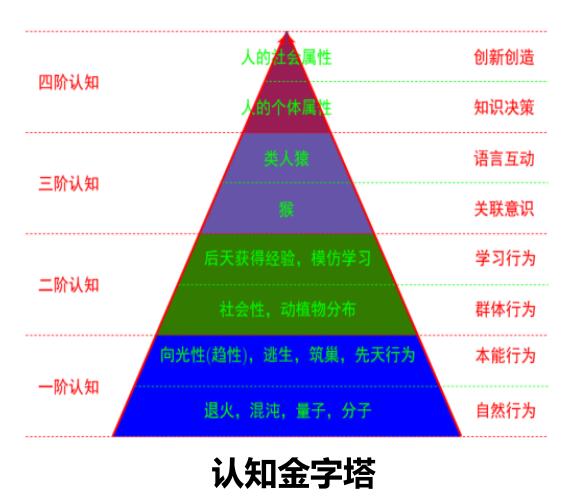 人的社会属性 创新创造
四阶认知
人的个体属性 知识决策
类人猿 语言互动
三阶认知
猴 关联意识
后天获得经验，模仿学习 学习行为
二阶认知
社会性，动植物分布 群体行为
向光性(趋性)，逃生，筑巢，先天行为 本能行为
一阶认知
退火，混沌，量子，分子 自然行为
认知金字塔